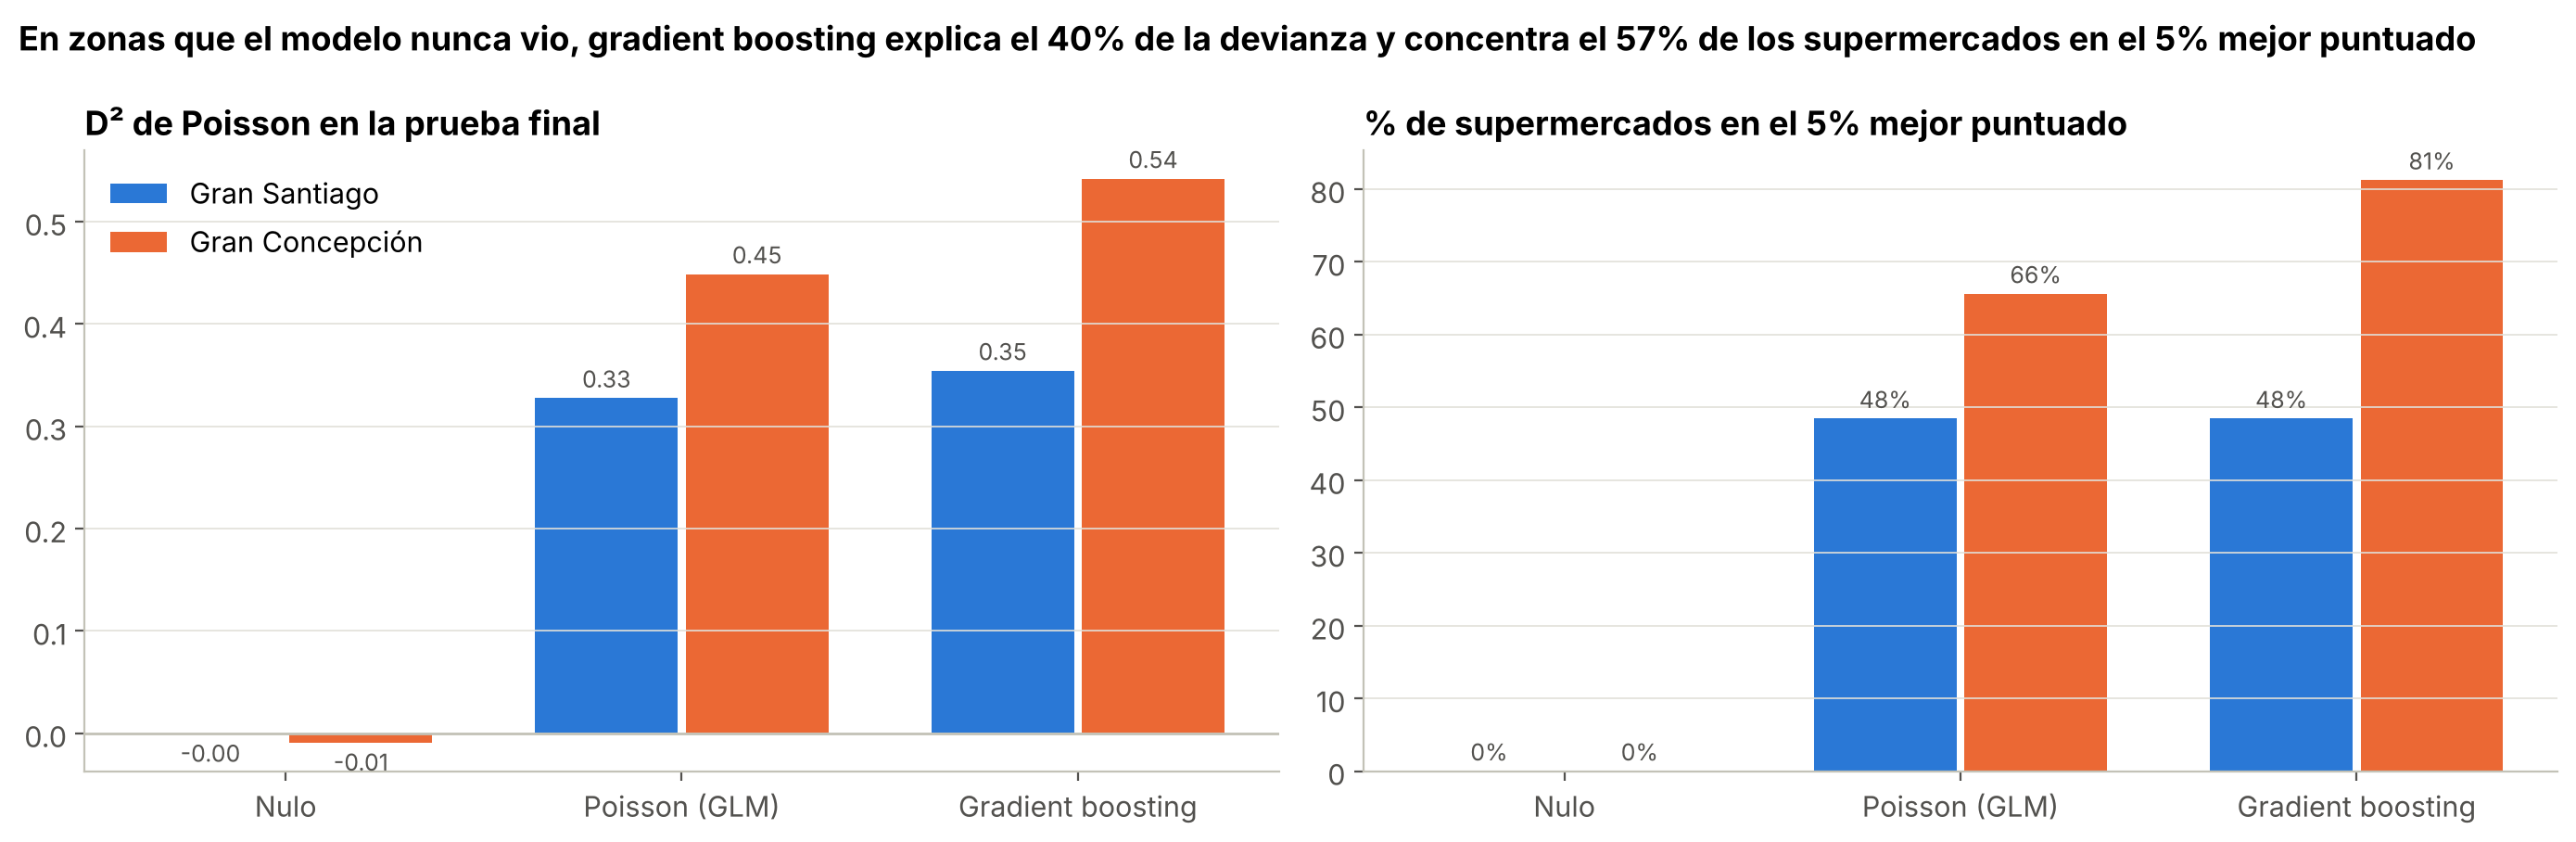 En zonas que el modelo nunca vio, gradient boosting explica el 40% de la devianza y concentra el 57% de los supermercados en el 5% mejor puntuado
D² de Poisson en la prueba final
Gran Santiago
Gran Concepción
0.5
0.4
0.3
0.2
0.1
0.0
-0.00
-0.01
0.33
0.45
0.35
0.54
Nulo
Poisson (GLM)
Gradient boosting
% de supermercados en el 5% mejor puntuado
80
70
60
50
40
30
20
10
0
0%
0%
48%
66%
48%
81%
Nulo
Poisson (GLM)
Gradient boosting